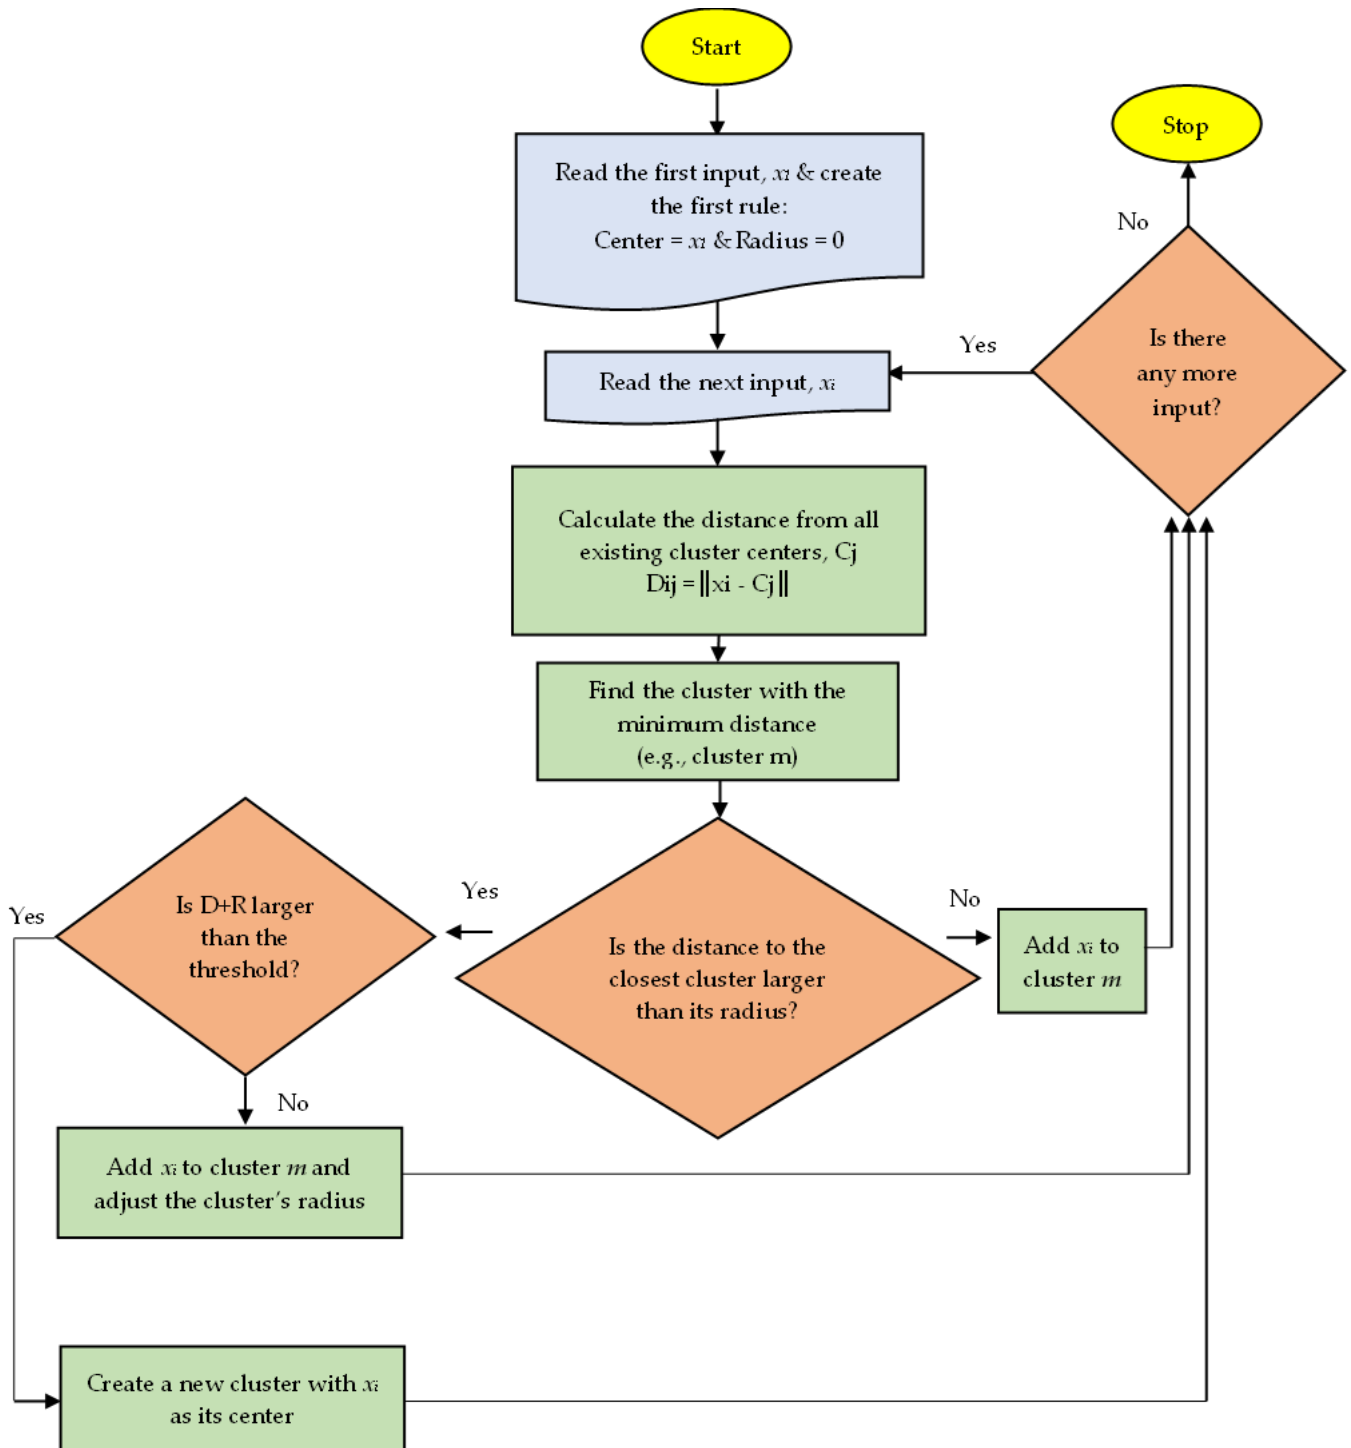 Start
Read the first input, x1 & create
the first rule:
Center = x1 & Radius = 0
Read the next input, xi
Calculate the distance from all
existing cluster centers, Cj
Dij = ‖xi - Cj‖
Find the cluster with the
minimum distance
(e.g., cluster m)
Is the distance to the
closest cluster larger
than its radius?
Yes
No
Is D+R larger
than the
threshold?
Yes
No
Add xi to
cluster m
Add xi to cluster m and
adjust the cluster's radius
Create a new cluster with xi
as its center
Is there
any more
input?
Yes
No
Stop